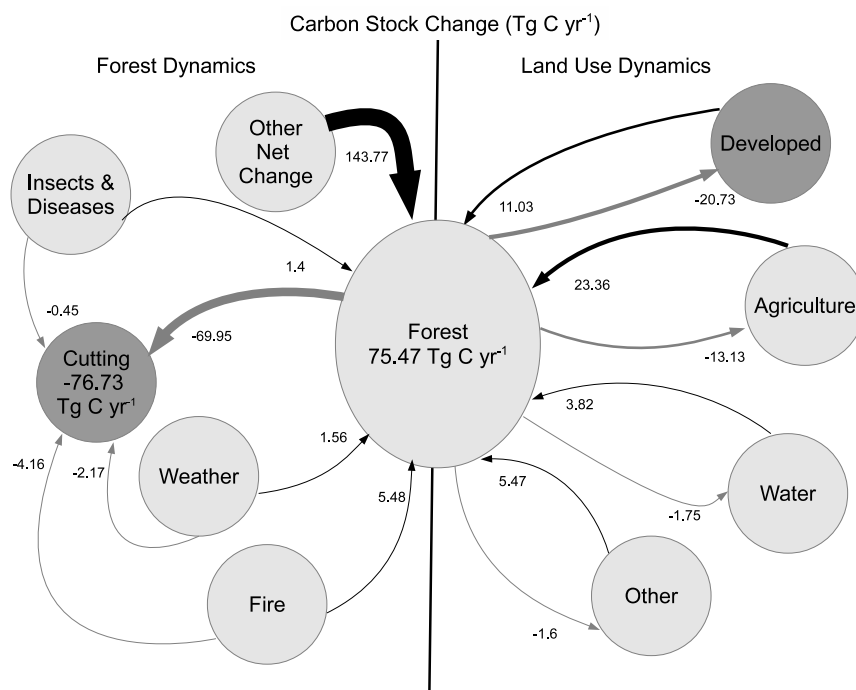 Carbon Stock Change (Tg C yr⁻¹)
Forest Dynamics
Land Use Dynamics
Other
Net
Change
143.77
Developed
11.03
-20.73
Insects &
Diseases
1.4
-0.45
-69.95
23.36
Agriculture
-13.13
Forest
75.47 Tg C yr⁻¹
Cutting
-76.73
Tg C yr⁻¹
3.82
1.56
-4.16
-2.17
Weather
5.48
5.47
Water
-1.75
Fire
Other
-1.6